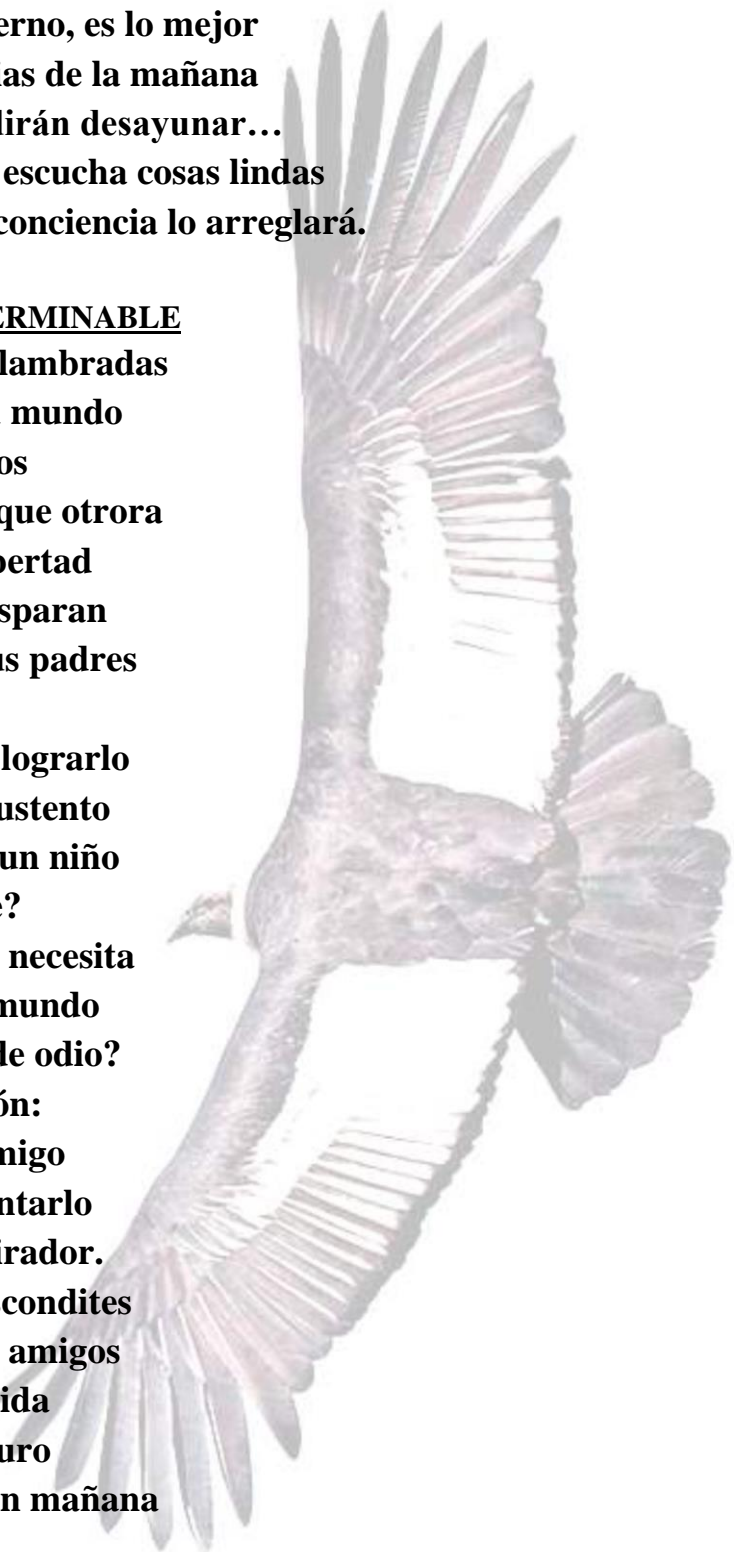 erno, es lo mejor
ias de la mañana
dirán desayunar…
escucha cosas lindas
conciencia lo arreglará.
ERMINABLE
lambradas
mundo
os
que otrora
bertad
sparan
us padres
lograrlo
ustento
un niño
e?
necesita
mundo
de odio?
ón:
migo
ntarlo
irador.
condites
amigos
ida
uro
n mañana